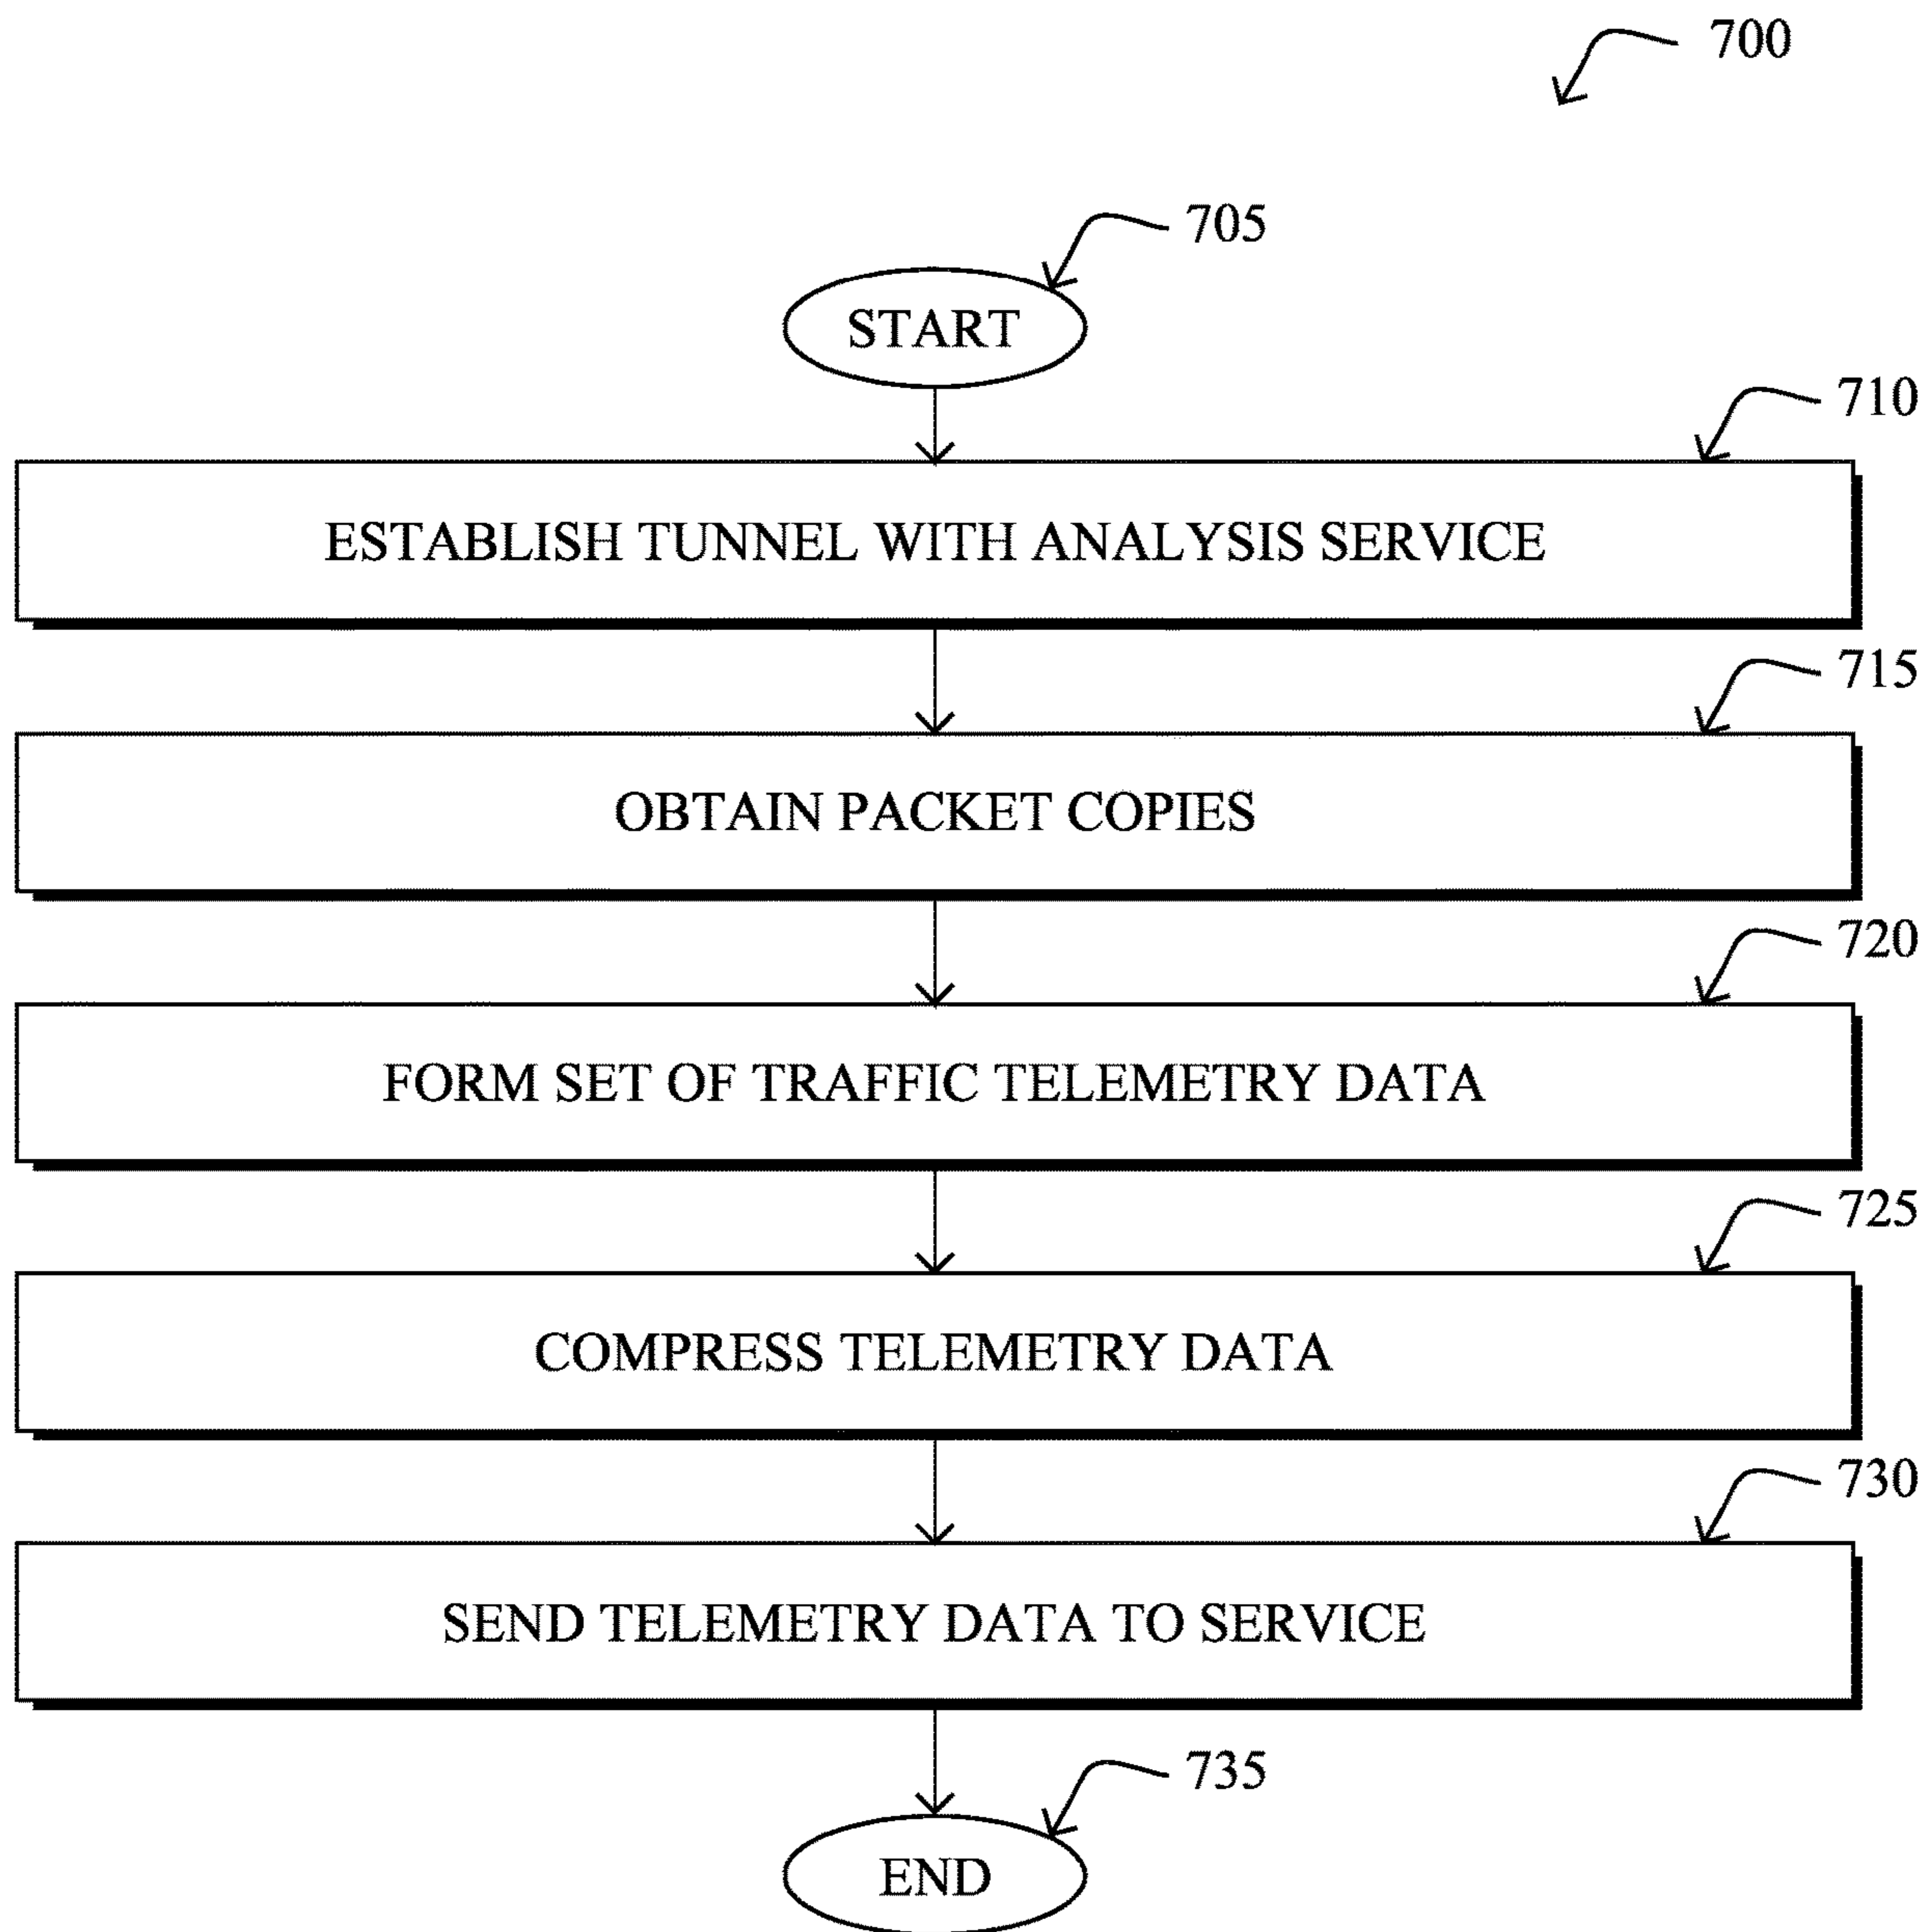 700
705
START
710
ESTABLISH TUNNEL WITH ANALYSIS SERVICE
715
OBTAIN PACKET COPIES
720
FORM SET OF TRAFFIC TELEMETRY DATA
725
COMPRESS TELEMETRY DATA
730
SEND TELEMETRY DATA TO SERVICE
735
END